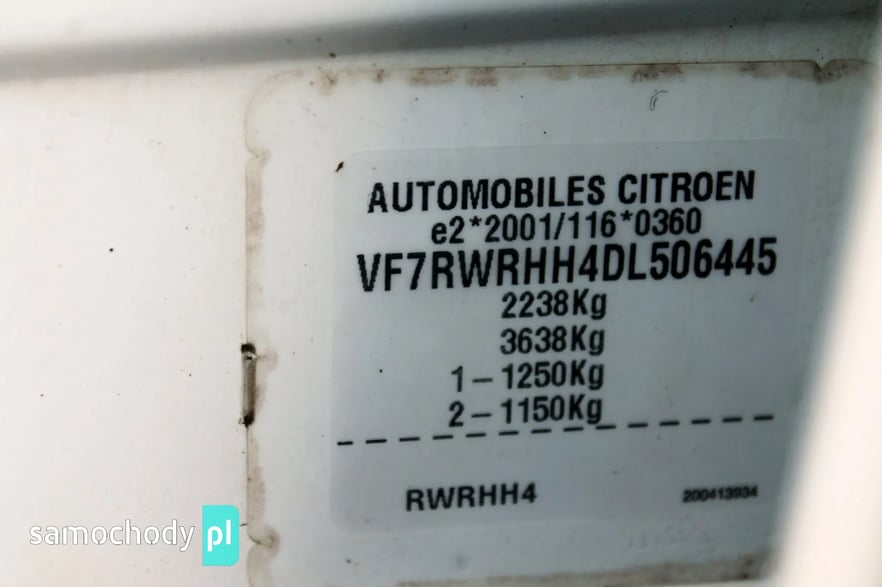 AUTOMOBILES CITROEN
e2*2001/116*0360
VF7RWRHH4DL506445
2238Kg
3638Kg
1-1250Kg
2-1150Kg
RWRHH4
200413934
samochody pl